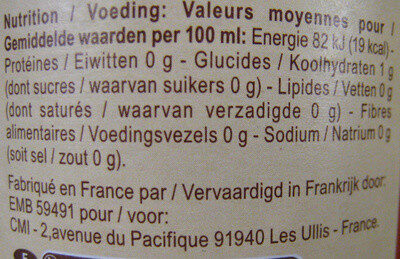 Nutrition / Voeding: Valeurs moyennes pour /
Gemiddelde waarden per 100 ml: Energie 82 kJ (19 kcal) -
Protéines / Eiwitten 0 g - Glucides / Koolhydraten 1 g
(dont sucres / waarvan suikers 0 g) - Lipides / Vetten 0 g
(dont saturés / waarvan verzadigde 0 g) - Fibres
alimentaires / Voedingsvezels 0 g - Sodium / Natrium 0 g
(soit sel / zout 0 g).
Fabriqué en France par / Vervaardigd in Frankrijk door:
EMB 59491 pour / voor:
CMI - 2,avenue du Pacifique 91940 Les Ullis - France.